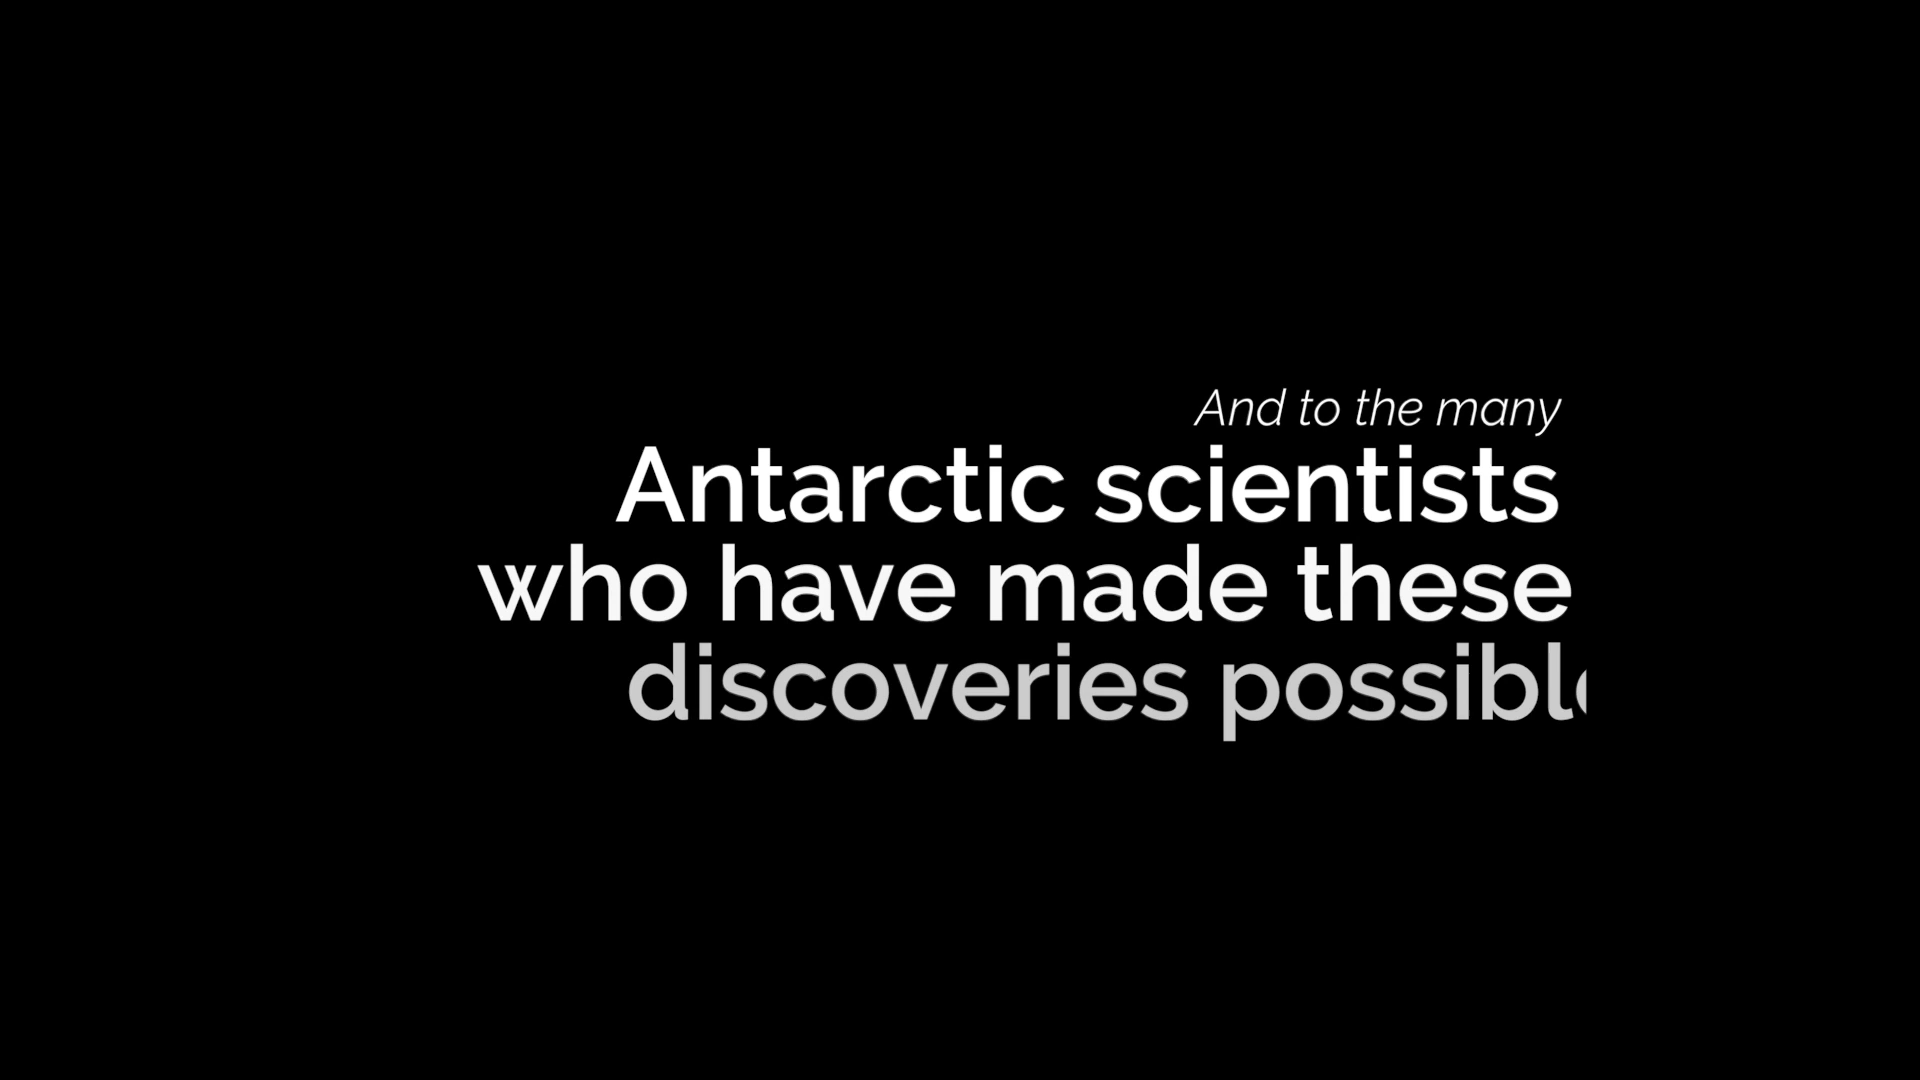 And to the many
Antarctic scientists
who have made these
discoveries possible